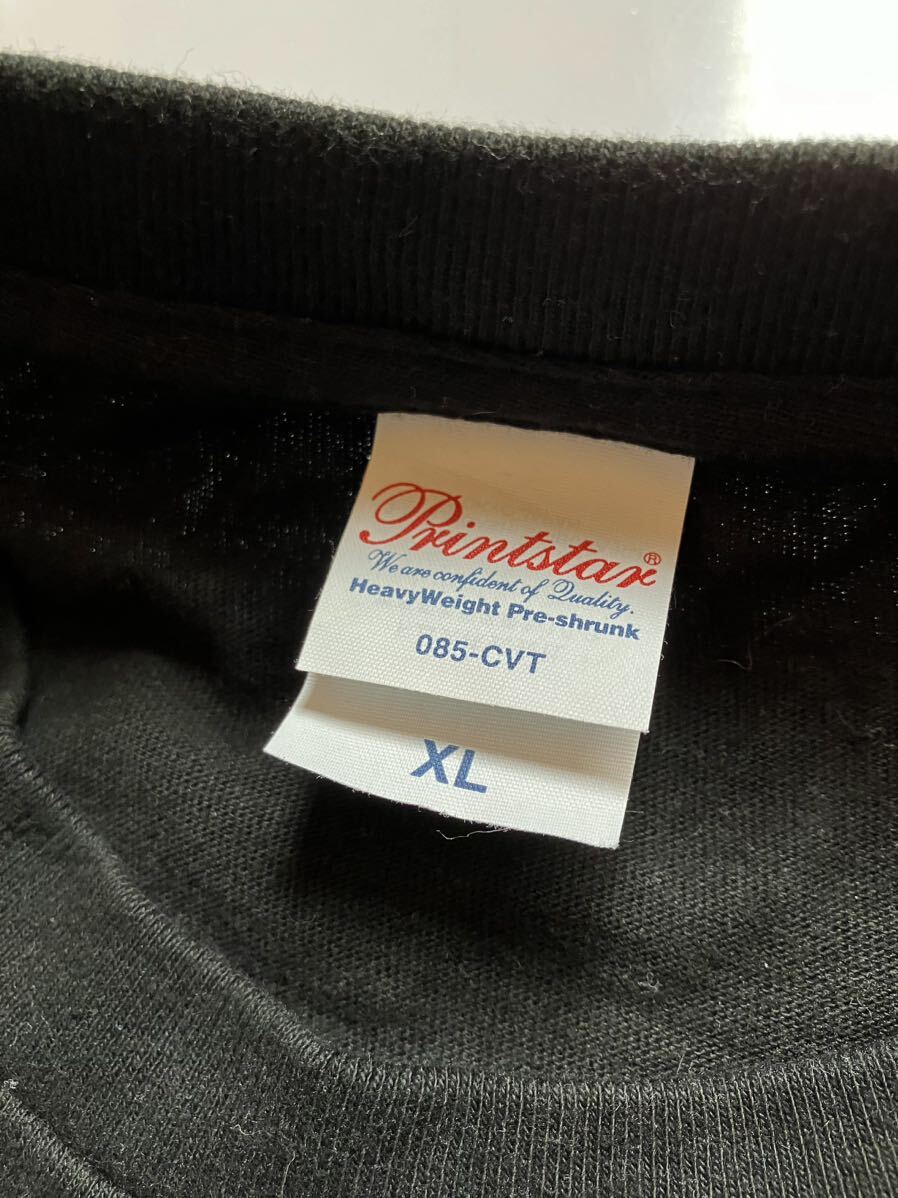 Printstar®
We are confident of Quality.
HeavyWeight Pre-shrunk
085-CVT
XL